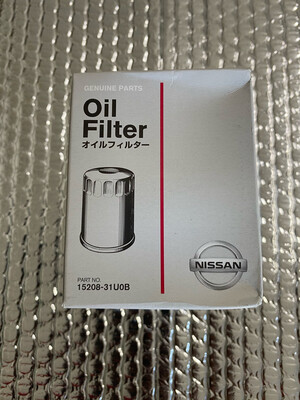 GENUINE PARTS
Oil
Filter
オイルフィルター
PART NO.
15208-31U0B
NISSAN